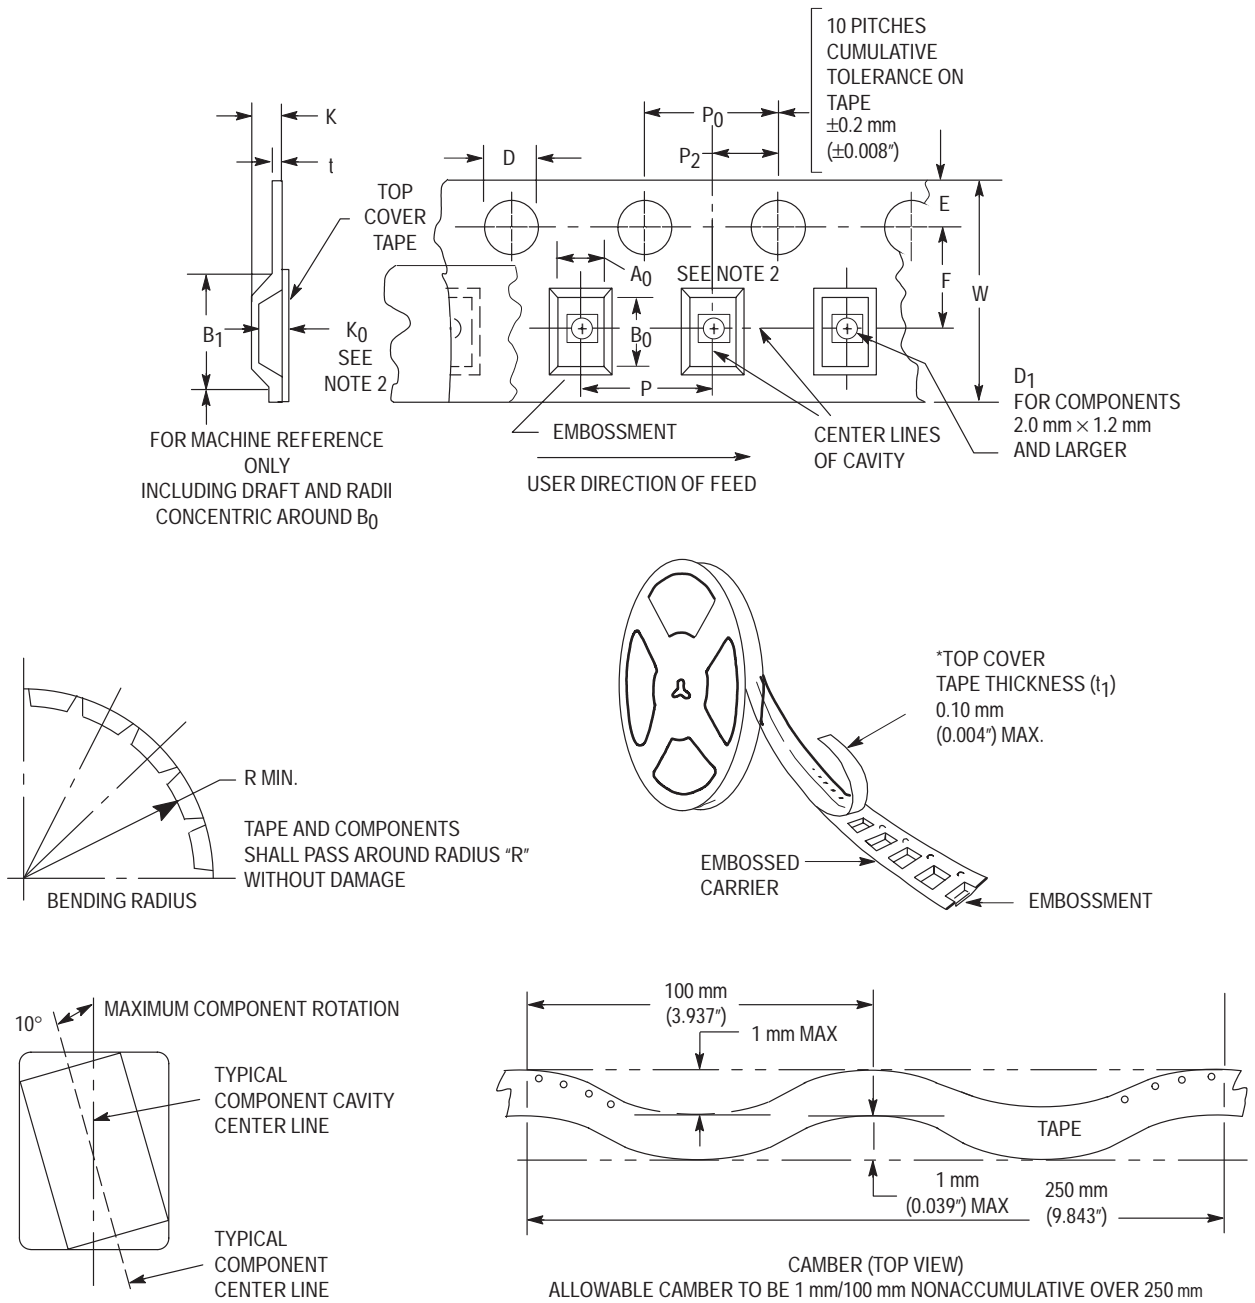 10 PITCHES
CUMULATIVE
TOLERANCE ON
TAPE
±0.2 mm
(±0.008″)
K
t
P0
P2
D
E
TOP
COVER
TAPE
A0
SEE NOTE 2
F
W
B1
K0
SEE
NOTE 2
B0
P
D1
FOR COMPONENTS
2.0 mm × 1.2 mm
AND LARGER
EMBOSSMENT
CENTER LINES
OF CAVITY
USER DIRECTION OF FEED
FOR MACHINE REFERENCE
ONLY
INCLUDING DRAFT AND RADII
CONCENTRIC AROUND B0
R MIN.
TAPE AND COMPONENTS
SHALL PASS AROUND RADIUS “R”
WITHOUT DAMAGE
BENDING RADIUS
*TOP COVER
TAPE THICKNESS (t1)
0.10 mm
(0.004″) MAX.
EMBOSSED
CARRIER
EMBOSSMENT
10°
MAXIMUM COMPONENT ROTATION
TYPICAL
COMPONENT CAVITY
CENTER LINE
TYPICAL
COMPONENT
CENTER LINE
100 mm
(3.937″)
1 mm MAX
TAPE
1 mm
(0.039″) MAX
250 mm
(9.843″)
CAMBER (TOP VIEW)
ALLOWABLE CAMBER TO BE 1 mm/100 mm NONACCUMULATIVE OVER 250 mm